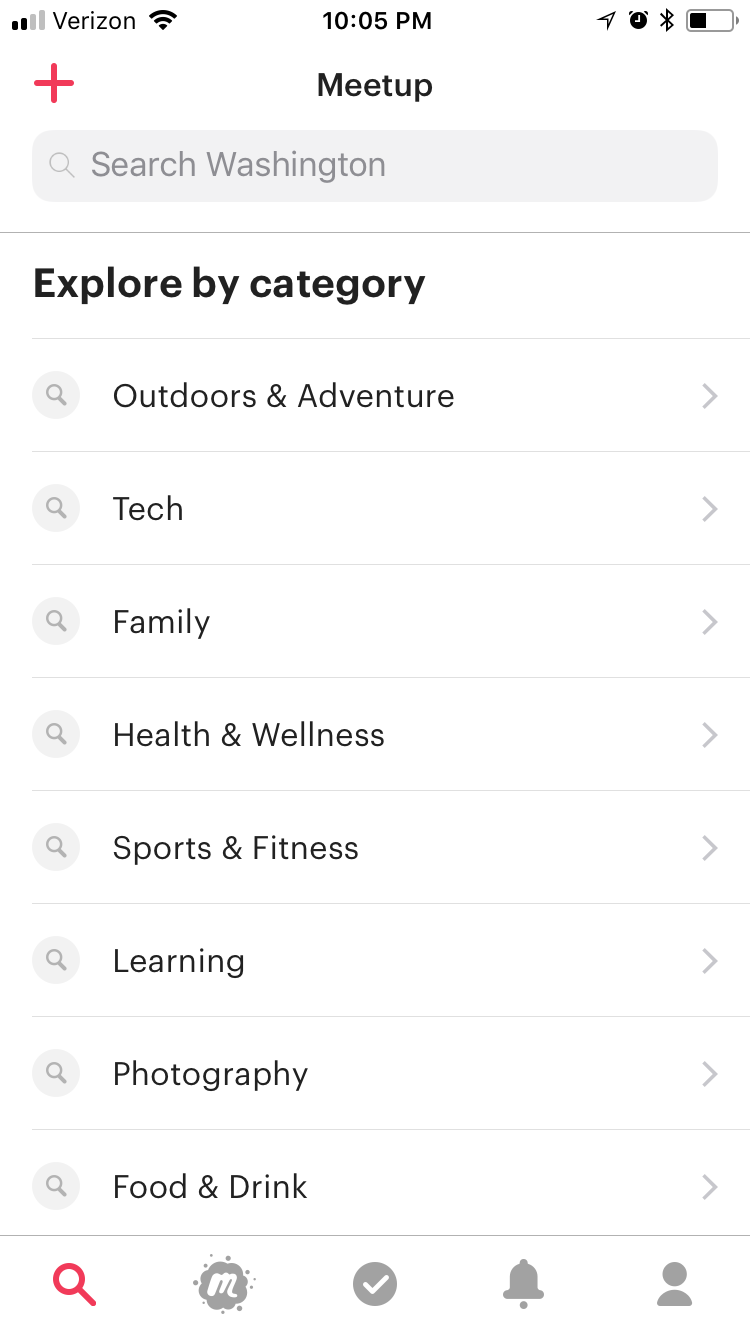 Verizon 10:05 PM
Meetup
Search Washington
Explore by category
Outdoors & Adventure
Tech
Family
Health & Wellness
Sports & Fitness
Learning
Photography
Food & Drink
m